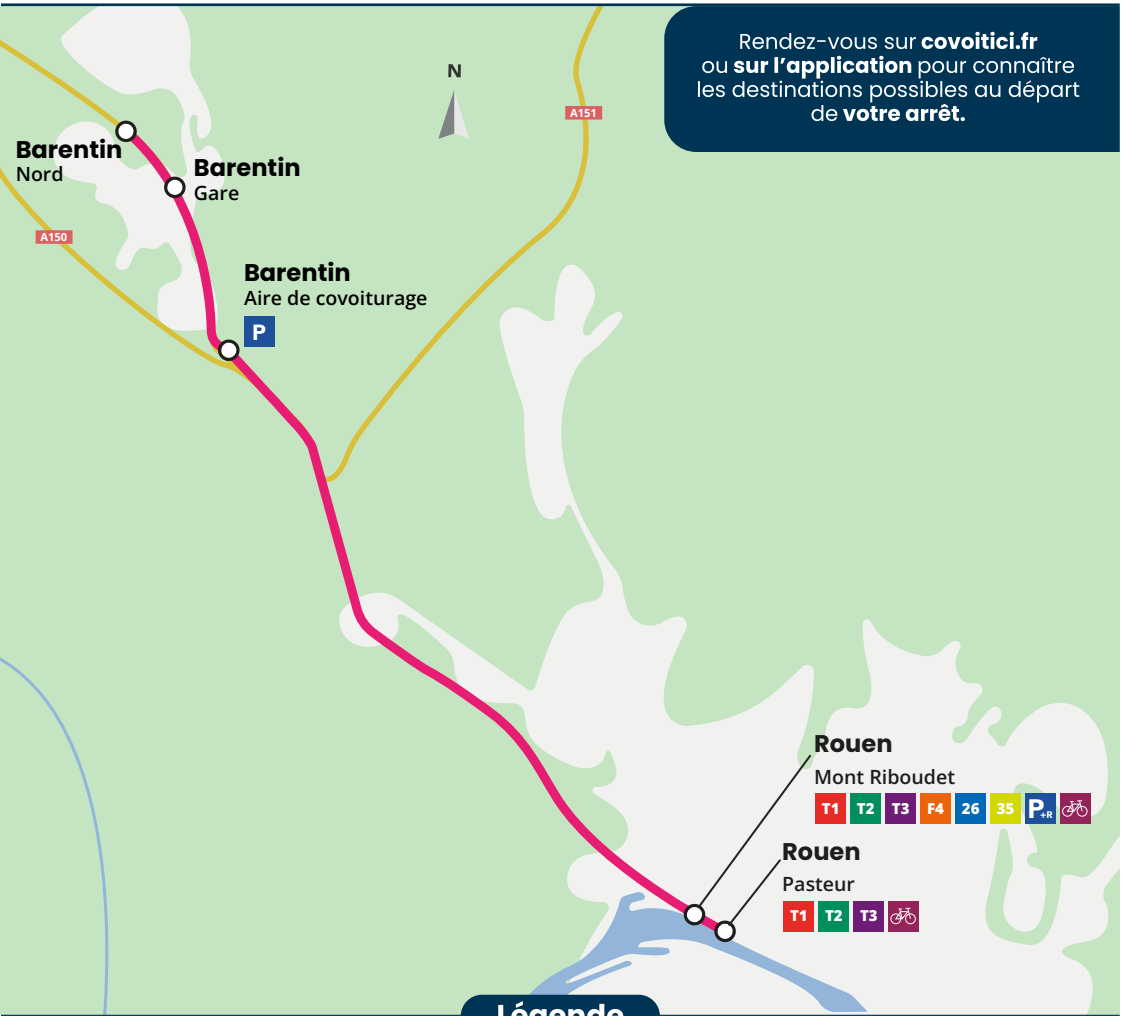 Rendez-vous sur covoitici.fr
ou sur l'application pour connaître
les destinations possibles au départ
de votre arrêt.
N
A151
Barentin
Nord
Barentin
Gare
A150
Barentin
Aire de covoiturage
P
Rouen
Mont Riboudet
T1 T2 T3 F4 26 35 P+R
Rouen
Pasteur
T1 T2 T3
Légende